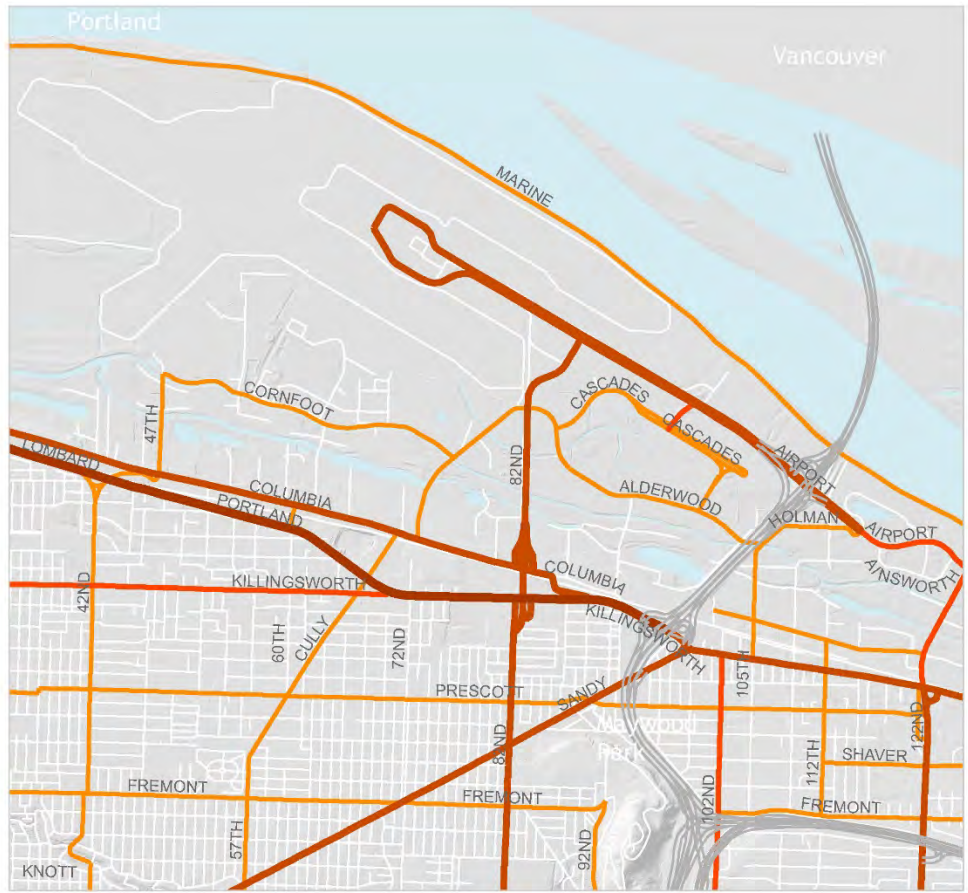 Portland
Vancouver
MARINE
CASCADES
CORNFOOT
CASCADES
47TH
AIRPORT
LOMBARD
82ND
COLUMBIA
ALDERWOOD
PORTLAND
HOLMAN
AIRPORT
AINSWORTH
COLUMBIA
KILLINGSWORTH
42ND
KILLINGSWORTH
60TH
CULLY
72ND
105TH
PRESCOTT
SANDY
122ND
Maywood
Park
82ND
SHAVER
112TH
FREMONT
FREMONT
102ND
FREMONT
57TH
92ND
KNOTT